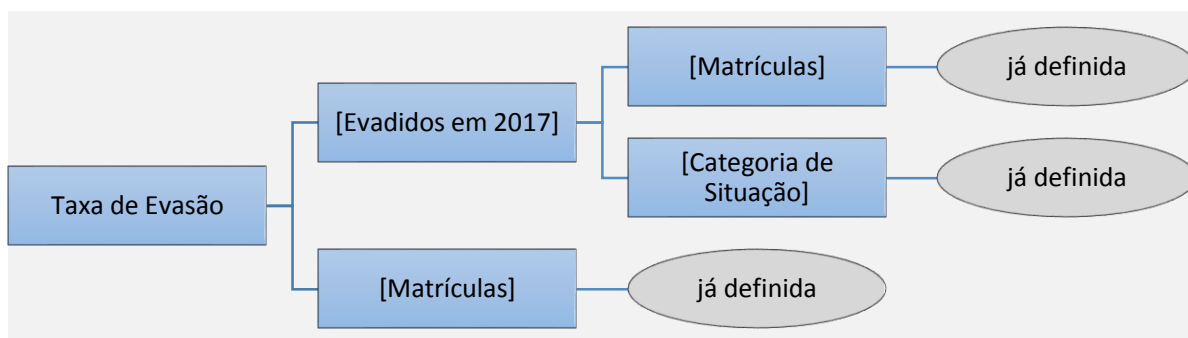 [Matrículas]
já definida
[Evadidos em 2017]
[Categoria de
Situação]
já definida
Taxa de Evasão
[Matrículas]
já definida